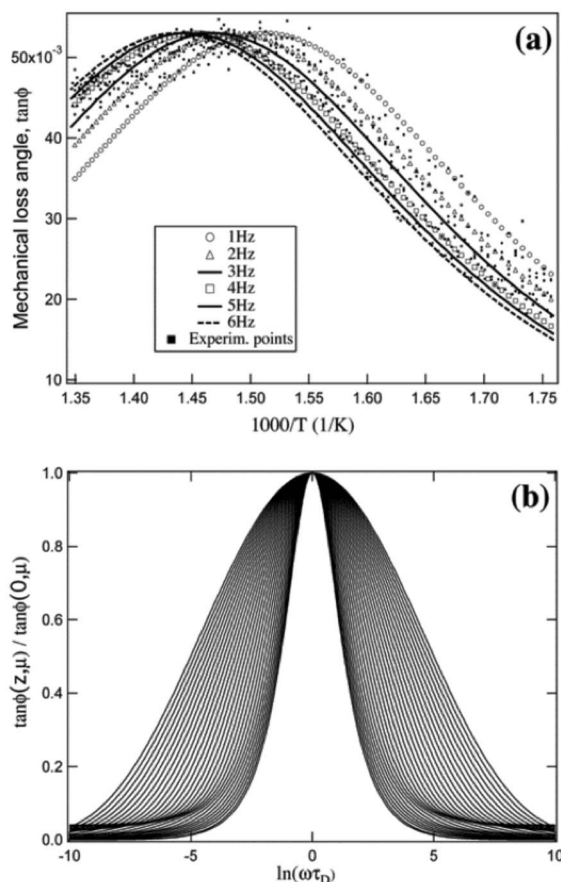 (a)
50x10⁻³
40
30
20
10
Mechanical loss angle, tanϕ
1Hz
2Hz
3Hz
4Hz
5Hz
6Hz
Experim. points
1.35 1.40 1.45 1.50 1.55 1.60 1.65 1.70 1.75
1000/T (1/K)
(b)
1.0
0.8
0.6
0.4
0.2
0.0
tanϕ(z,μ) / tanϕ(0,μ)
-10 -5 0 5 10
ln(ωτ_D)